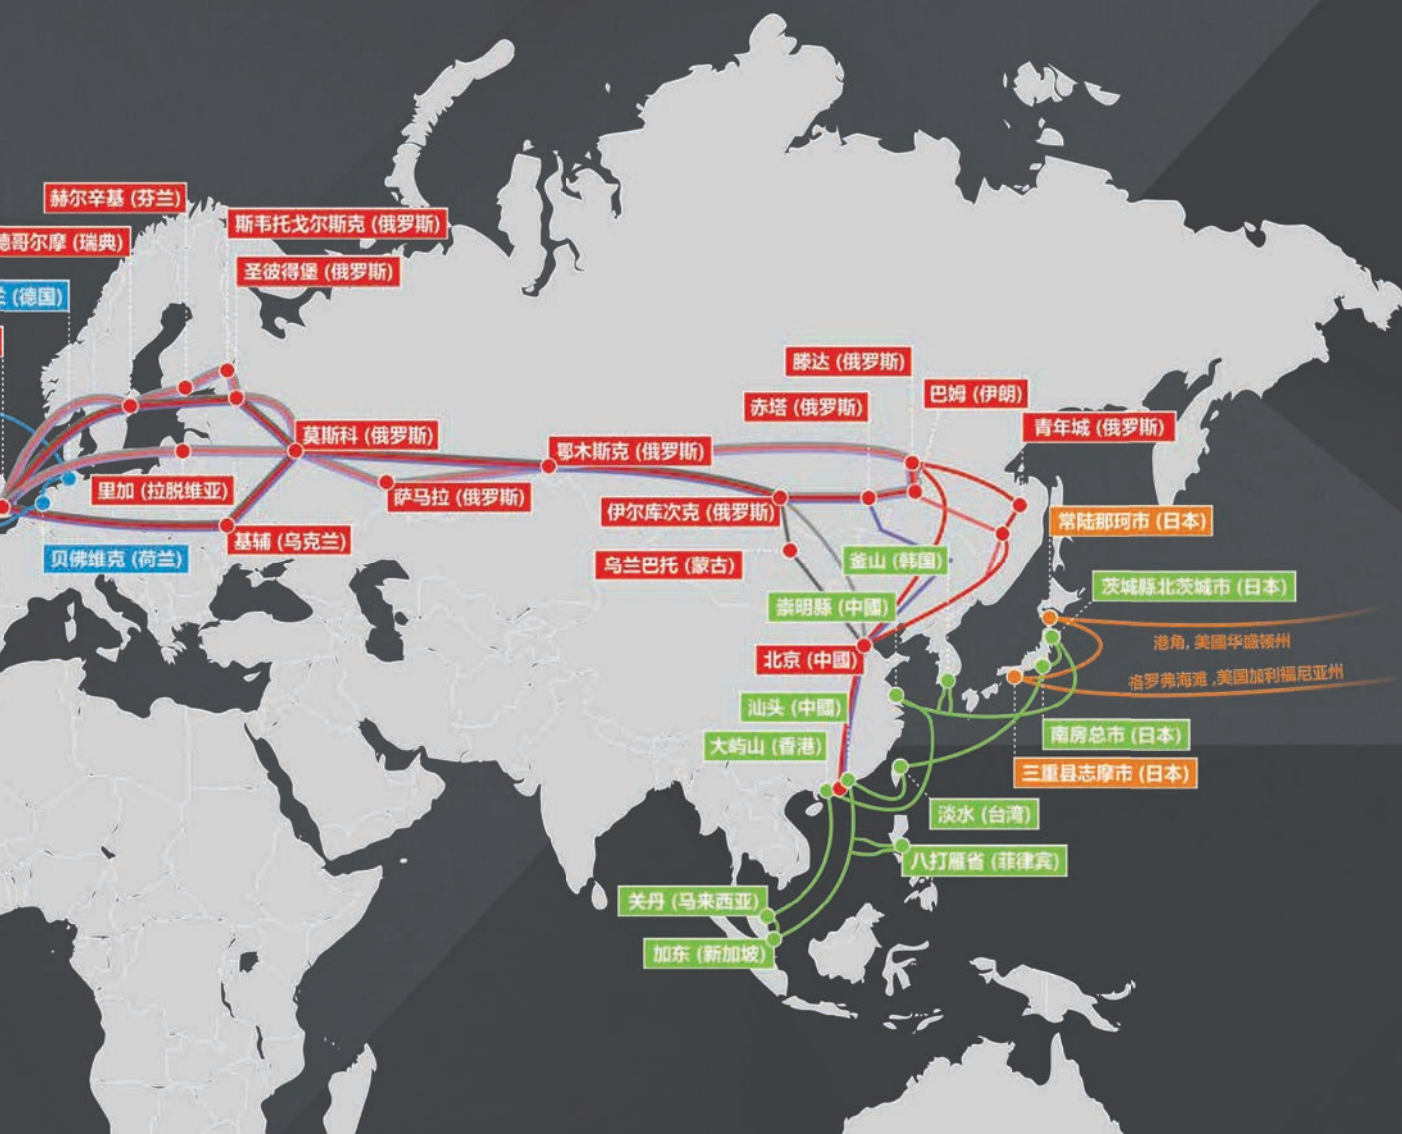 赫尔辛基 (芬兰)
斯韦托戈尔斯克 (俄罗斯)
德哥尔摩 (瑞典)
圣彼得堡 (俄罗斯)
兰 (德国)
滕达 (俄罗斯)
巴姆 (伊朗)
赤塔 (俄罗斯)
青年城 (俄罗斯)
莫斯科 (俄罗斯)
鄂木斯克 (俄罗斯)
里加 (拉脱维亚)
萨马拉 (俄罗斯)
伊尔库次克 (俄罗斯)
常陆那珂市 (日本)
基辅 (乌克兰)
贝佛维克 (荷兰)
乌兰巴托 (蒙古)
釜山 (韩国)
茨城縣北茨城市 (日本)
崇明縣 (中國)
港角, 美國华盛顿州
北京 (中國)
格罗弗海滩 ,美国加利福尼亚州
汕头 (中國)
南房总市 (日本)
大屿山 (香港)
三重县志摩市 (日本)
淡水 (台湾)
八打雁省 (菲律宾)
关丹 (马来西亚)
加东 (新加坡)